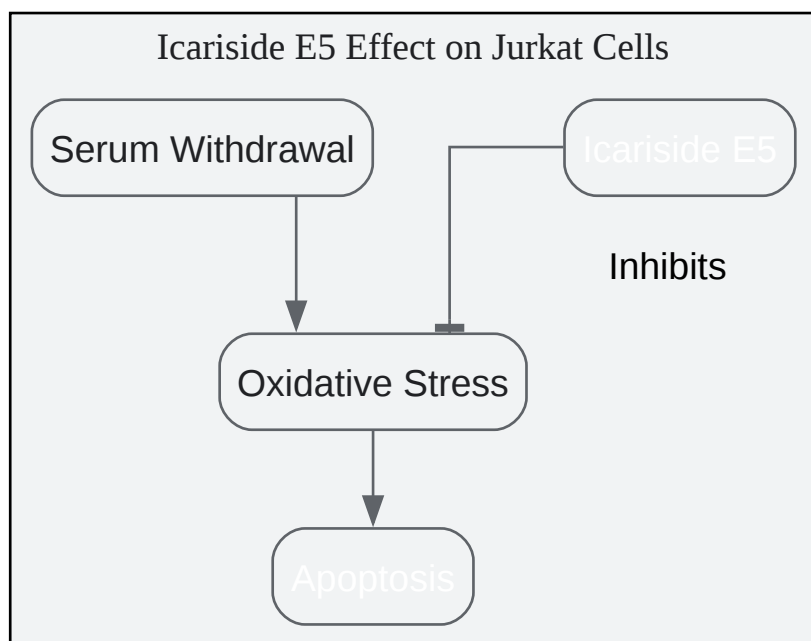 Icariside E5 Effect on Jurkat Cells
Serum Withdrawal
Icariside E5
Inhibits
Oxidative Stress
Apoptosis